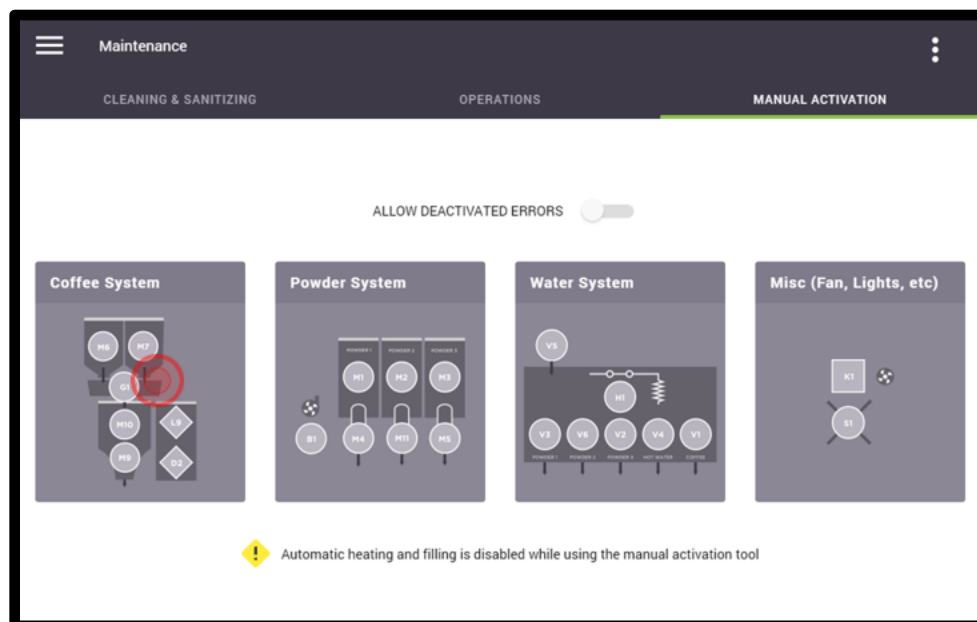 Maintenance
CLEANING & SANITIZING
OPERATIONS
MANUAL ACTIVATION
ALLOW DEACTIVATED ERRORS
Coffee System
M6 M7
G1
M10
L9
M9
D2
Powder System
POWDER 1 POWDER 2 POWDER 3
M1 M2 M3
B1 M4 M11 M5
Water System
V5
H1
V3 V6 V2 V4 V1
POWDER 1 POWDER 2 POWDER 3 HOT WATER COFFEE
Misc (Fan, Lights, etc)
K1
S1
! Automatic heating and filling is disabled while using the manual activation tool